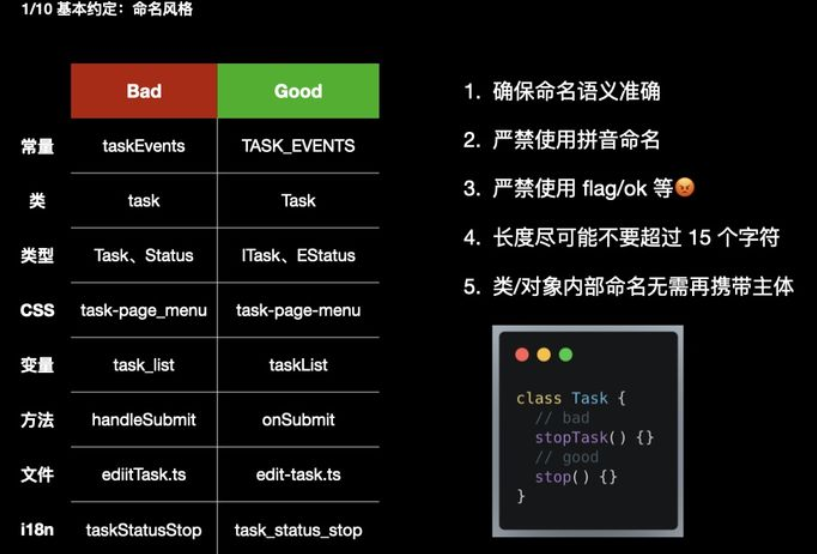 1/10 基本约定：命名风格
Bad Good
常量 taskEvents TASK_EVENTS
类 task Task
类型 Task、Status ITask、EStatus
CSS task-page_menu task-page-menu
变量 task_list taskList
方法 handleSubmit onSubmit
文件 ediitTask.ts edit-task.ts
i18n taskStatusStop task_status_stop
1. 确保命名语义准确
2. 严禁使用拼音命名
3. 严禁使用 flag/ok 等😡
4. 长度尽可能不要超过 15 个字符
5. 类/对象内部命名无需再携带主体
class Task {
// bad
stopTask() {}
// good
stop() {}
}